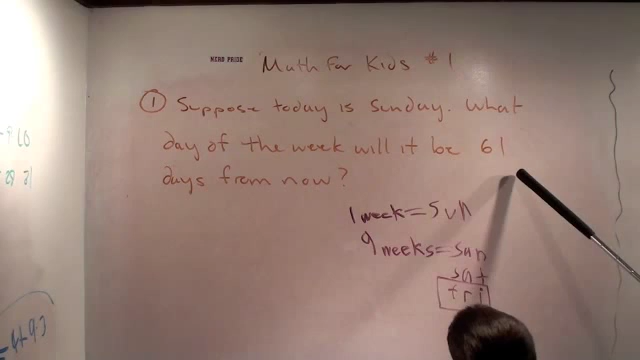 NERD PRIDE
Math For Kids #1
① Suppose today is Sunday. What
day of the week will it be 61
days from now?
1 week = Sun
9 weeks = sun
sat
fri